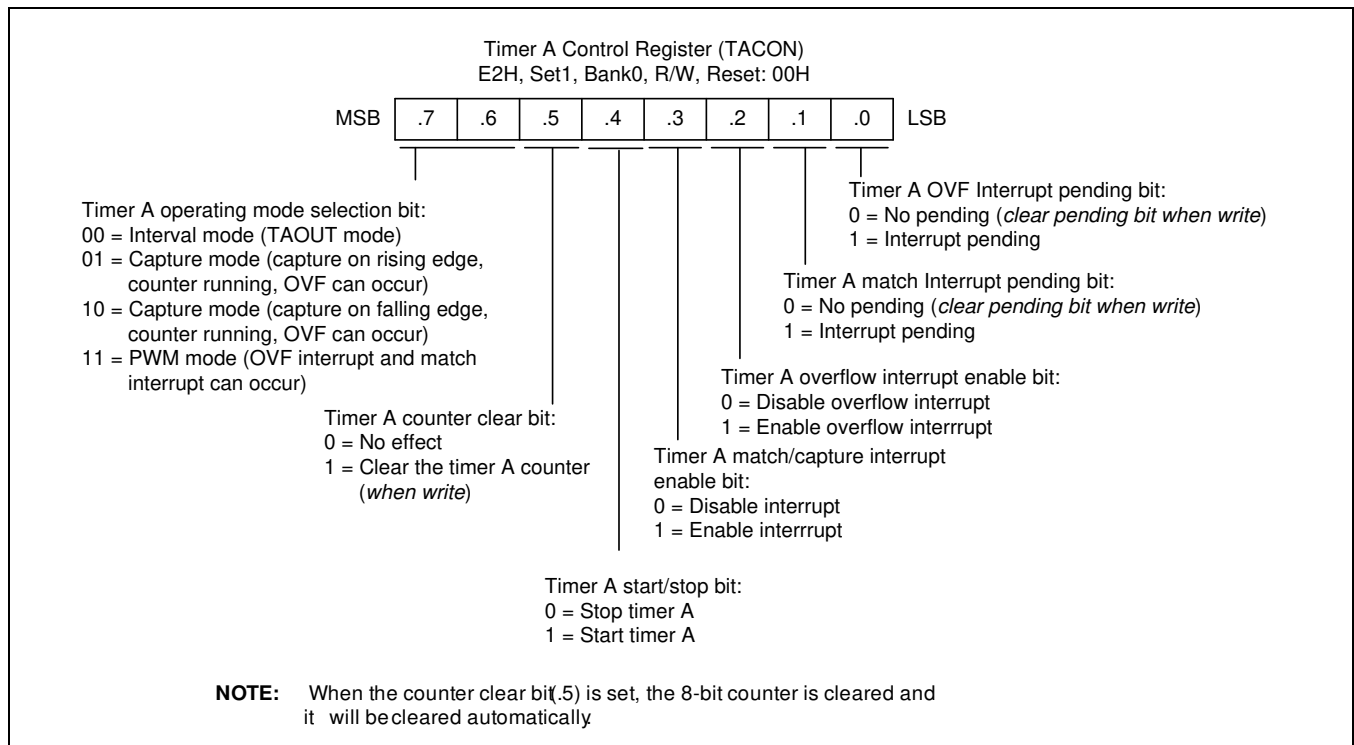 Timer A Control Register (TACON)
E2H, Set1, Bank0, R/W, Reset: 00H
MSB .7 .6 .5 .4 .3 .2 .1 .0 LSB
Timer A operating mode selection bit:
00 = Interval mode (TAOUT mode)
01 = Capture mode (capture on rising edge,
counter running, OVF can occur)
10 = Capture mode (capture on falling edge,
counter running, OVF can occur)
11 = PWM mode (OVF interrupt and match
interrupt can occur)
Timer A counter clear bit:
0 = No effect
1 = Clear the timer A counter
(when write)
Timer A start/stop bit:
0 = Stop timer A
1 = Start timer A
Timer A match/capture interrupt
enable bit:
0 = Disable interrupt
1 = Enable interrrupt
Timer A overflow interrupt enable bit:
0 = Disable overflow interrupt
1 = Enable overflow interrrupt
Timer A match Interrupt pending bit:
0 = No pending (clear pending bit when write)
1 = Interrupt pending
Timer A OVF Interrupt pending bit:
0 = No pending (clear pending bit when write)
1 = Interrupt pending
NOTE: When the counter clear bit(.5) is set, the 8-bit counter is cleared and
it will be cleared automatically.